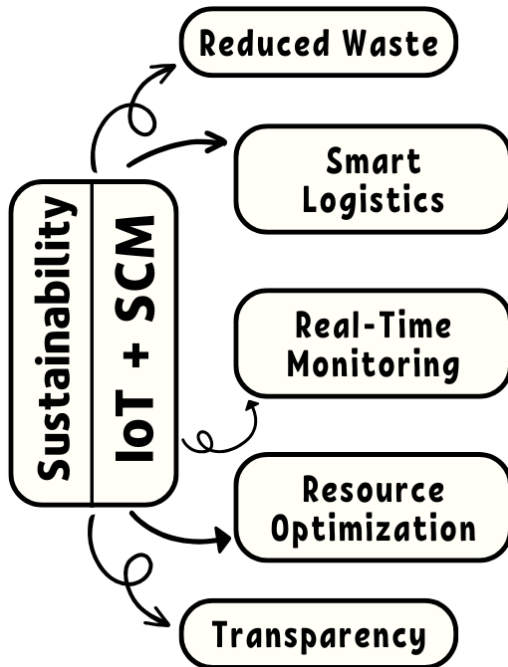 Reduced Waste
Smart
Logistics
Sustainability
IoT + SCM
Real-Time
Monitoring
Resource
Optimization
Transparency